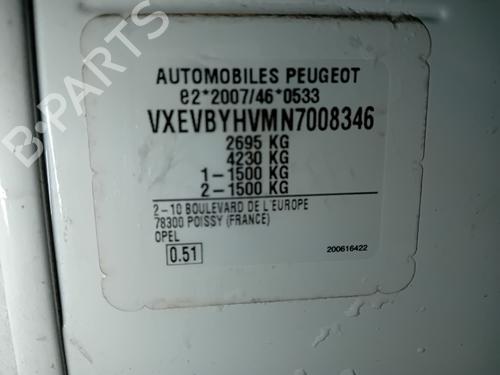 B-PARTS
AUTOMOBILES PEUGEOT
e2*2007/46*0533
VXEVBYHVMN7008346
2695 KG
4230 KG
1-1500 KG
2-1500 KG
2-10 BOULEVARD DE L'EUROPE
78300 POISSY (FRANCE)
OPEL
0.51
200616422